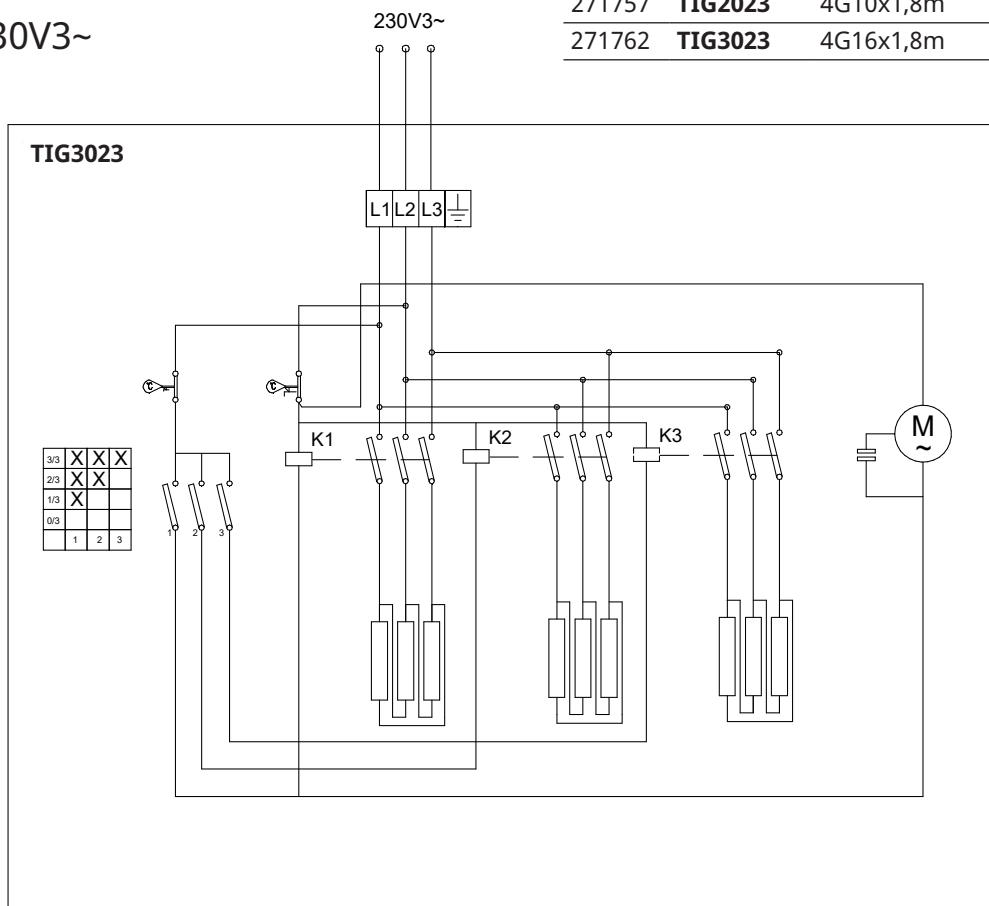 271757 TIG2023 4G10x1,8m
30V3~
230V3~
271762 TIG3023 4G16x1,8m
TIG3023
L1 L2 L3
K1
K2
K3
M
~
3/3 X X X
2/3 X X
1/3 X
0/3
1 2 3
1 2 3